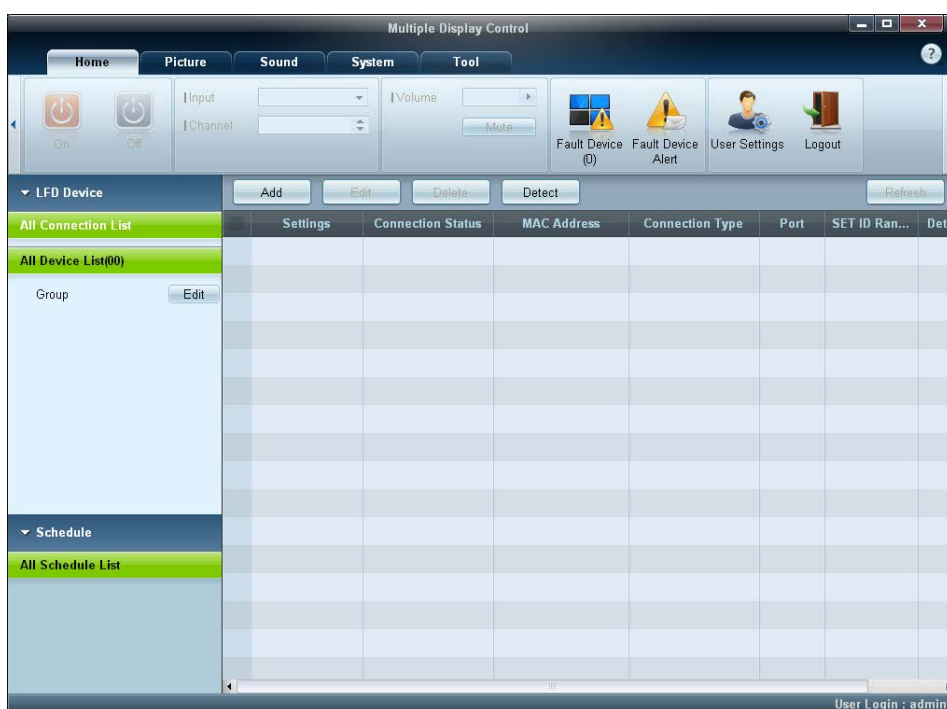 Multiple Display Control
Home Picture Sound System Tool
?
Input
Channel
On Off
Volume
Mute
Fault Device (0)
Fault Device Alert
User Settings
Logout
LFD Device
Add Edit Delete Detect Refresh
All Connection List
Settings Connection Status MAC Address Connection Type Port SET ID Ran... Det
All Device List(00)
Group Edit
Schedule
All Schedule List
User Login : admin